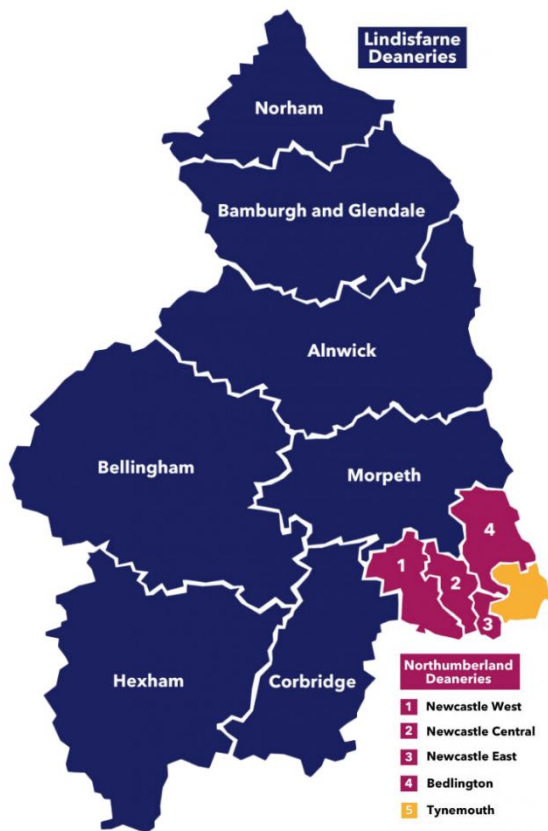 Lindisfarne
Deaneries
Norham
Bamburgh and Glendale
Alnwick
Bellingham
Morpeth
4
1
2
3
Hexham
Corbridge
Northumberland
Deaneries
1 Newcastle West
2 Newcastle Central
3 Newcastle East
4 Bedlington
5 Tynemouth